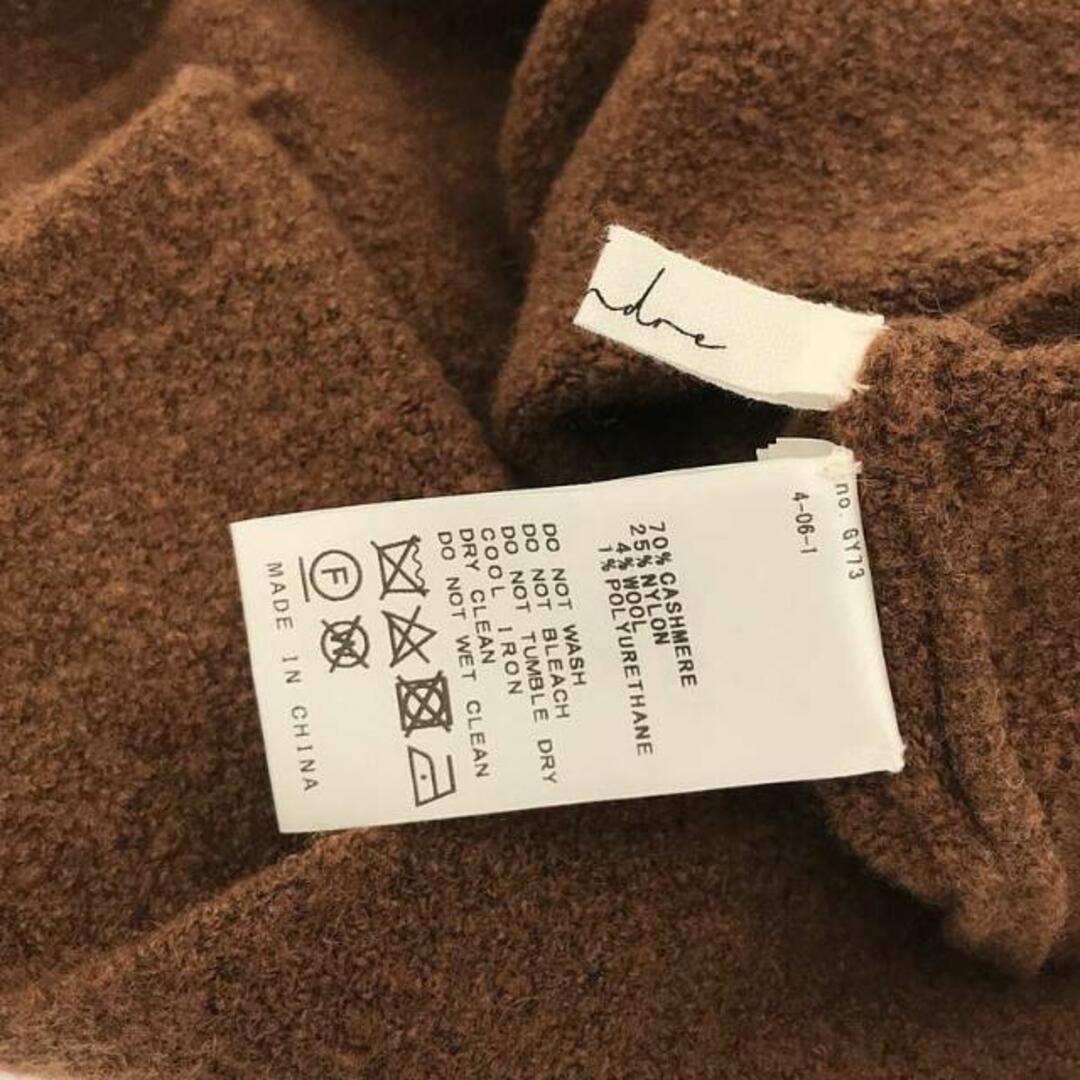 ndre
no. GY73
4-06-1
70% CASHMERE
25% NYLON
4% WOOL
1% POLYURETHANE
DO NOT WASH
DO NOT BLEACH
DO NOT TUMBLE DRY
COOL IRON
DRY CLEAN
DO NOT WET CLEAN
F
W
MADE IN CHINA